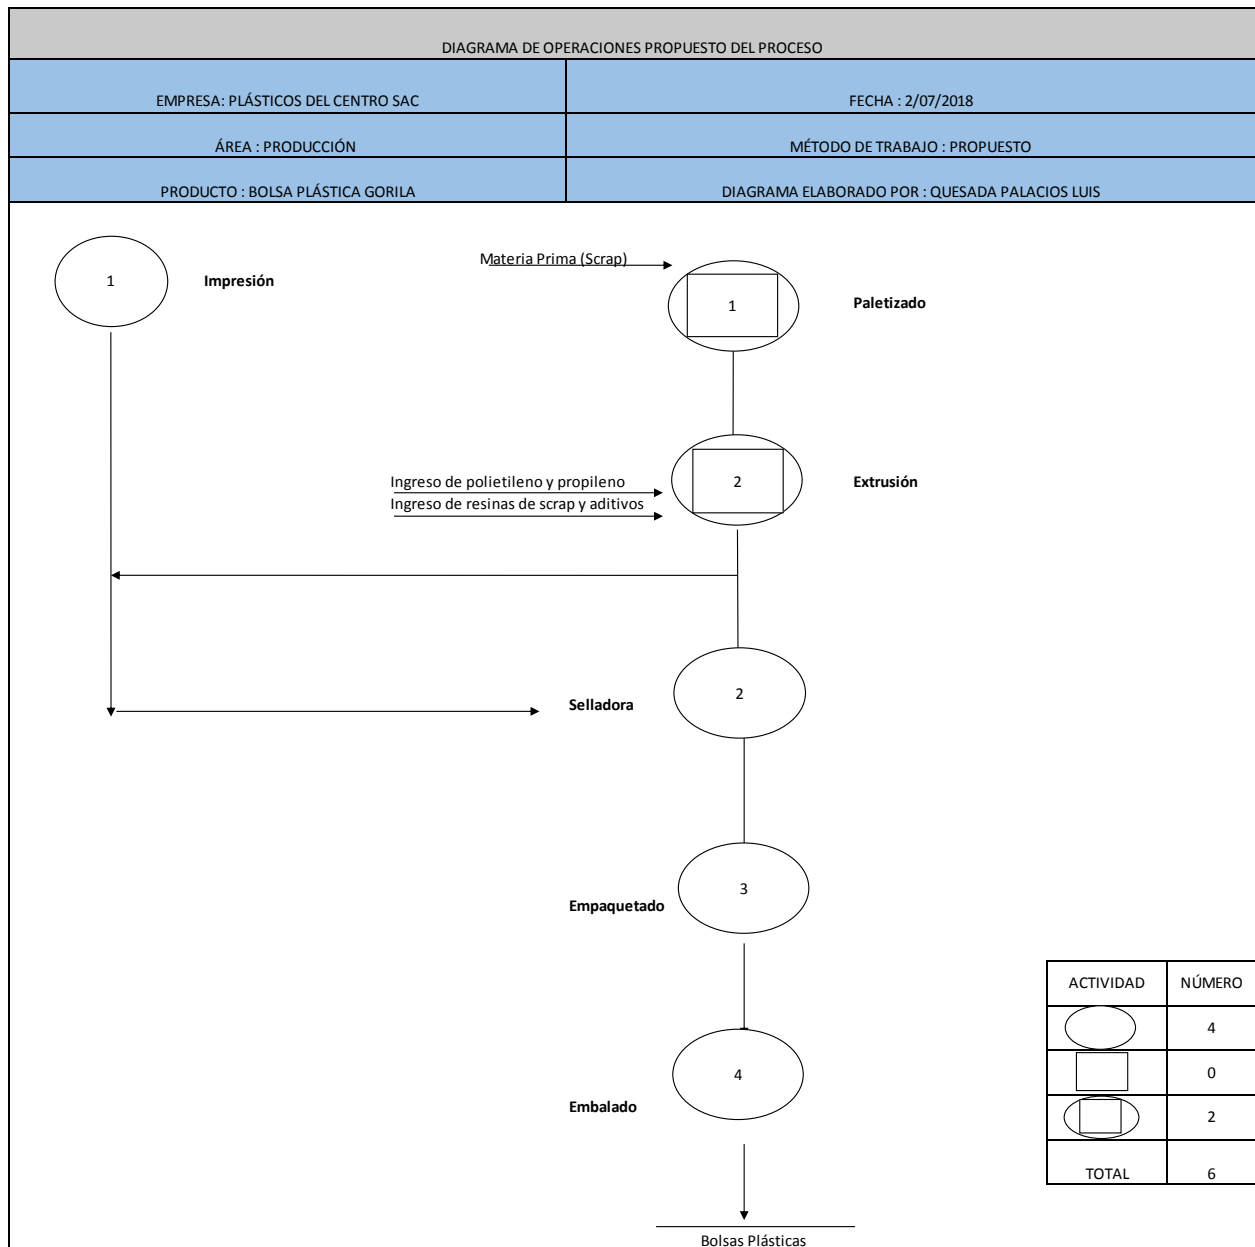 DIAGRAMA DE OPERACIONES PROPUESTO DEL PROCESO
EMPRESA: PLÁSTICOS DEL CENTRO SAC
FECHA : 2/07/2018
ÁREA : PRODUCCIÓN
MÉTODO DE TRABAJO : PROPUESTO
PRODUCTO : BOLSA PLÁSTICA GORILA
DIAGRAMA ELABORADO POR : QUESADA PALACIOS LUIS
1
Impresión
Materia Prima (Scrap)
1
Paletizado
Ingreso de polietileno y propileno
Ingreso de resinas de scrap y aditivos
2
Extrusión
Selladora
2
Empaquetado
3
Embalado
4
Bolsas Plásticas
ACTIVIDAD
NÚMERO
4
0
2
TOTAL
6